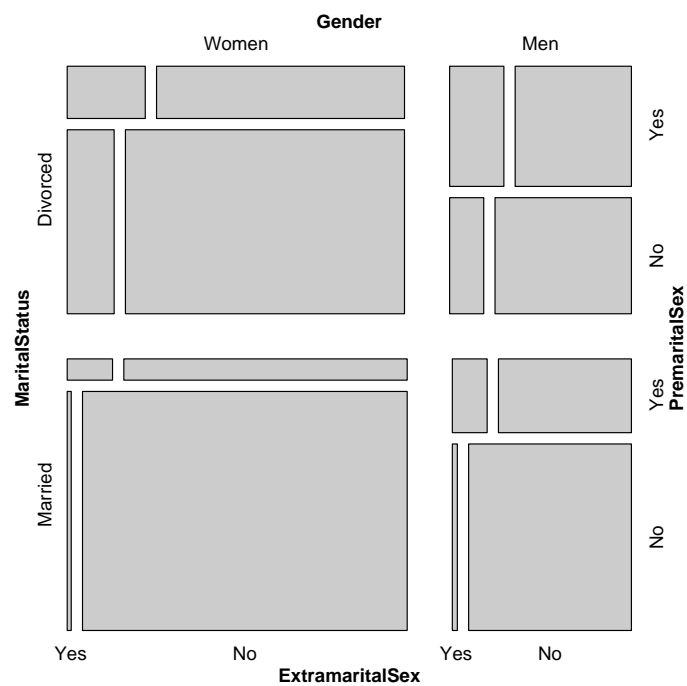 Gender
Women Men
MaritalStatus
Divorced
Married
Yes
No
Yes
No
PremaritalSex
Yes No Yes No
ExtramaritalSex